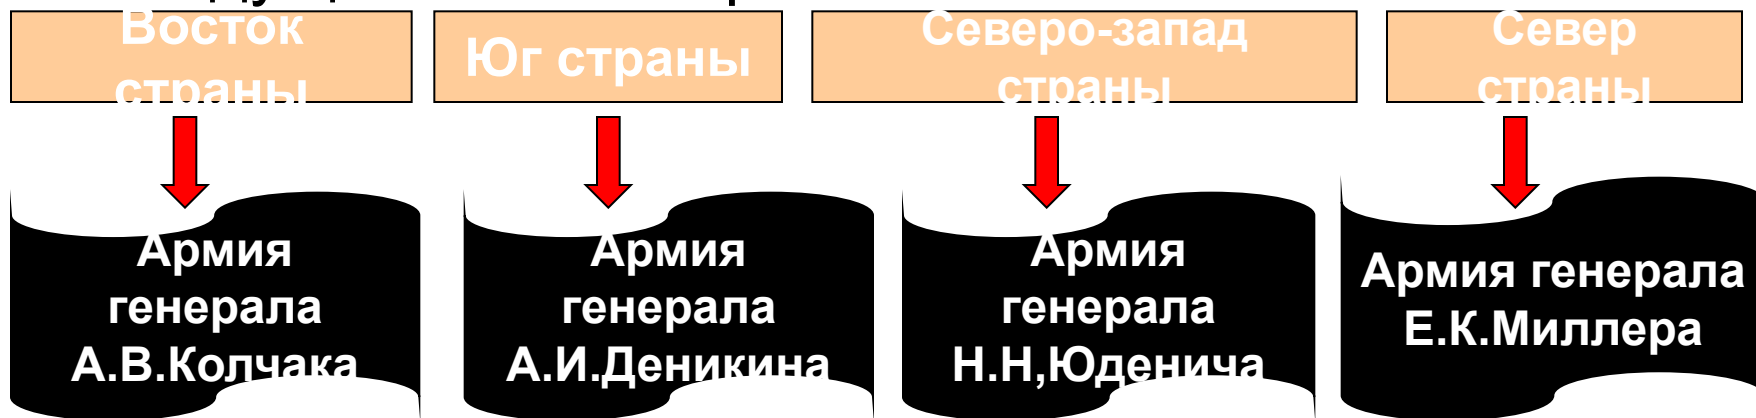 Восток
страны
Юг страны
Северо-запад
страны
Север
страны
Армия
генерала
А.В.Колчака
Армия
генерала
А.И.Деникина
Армия
генерала
Н.Н,Юденича
Армия генерала
Е.К.Миллера